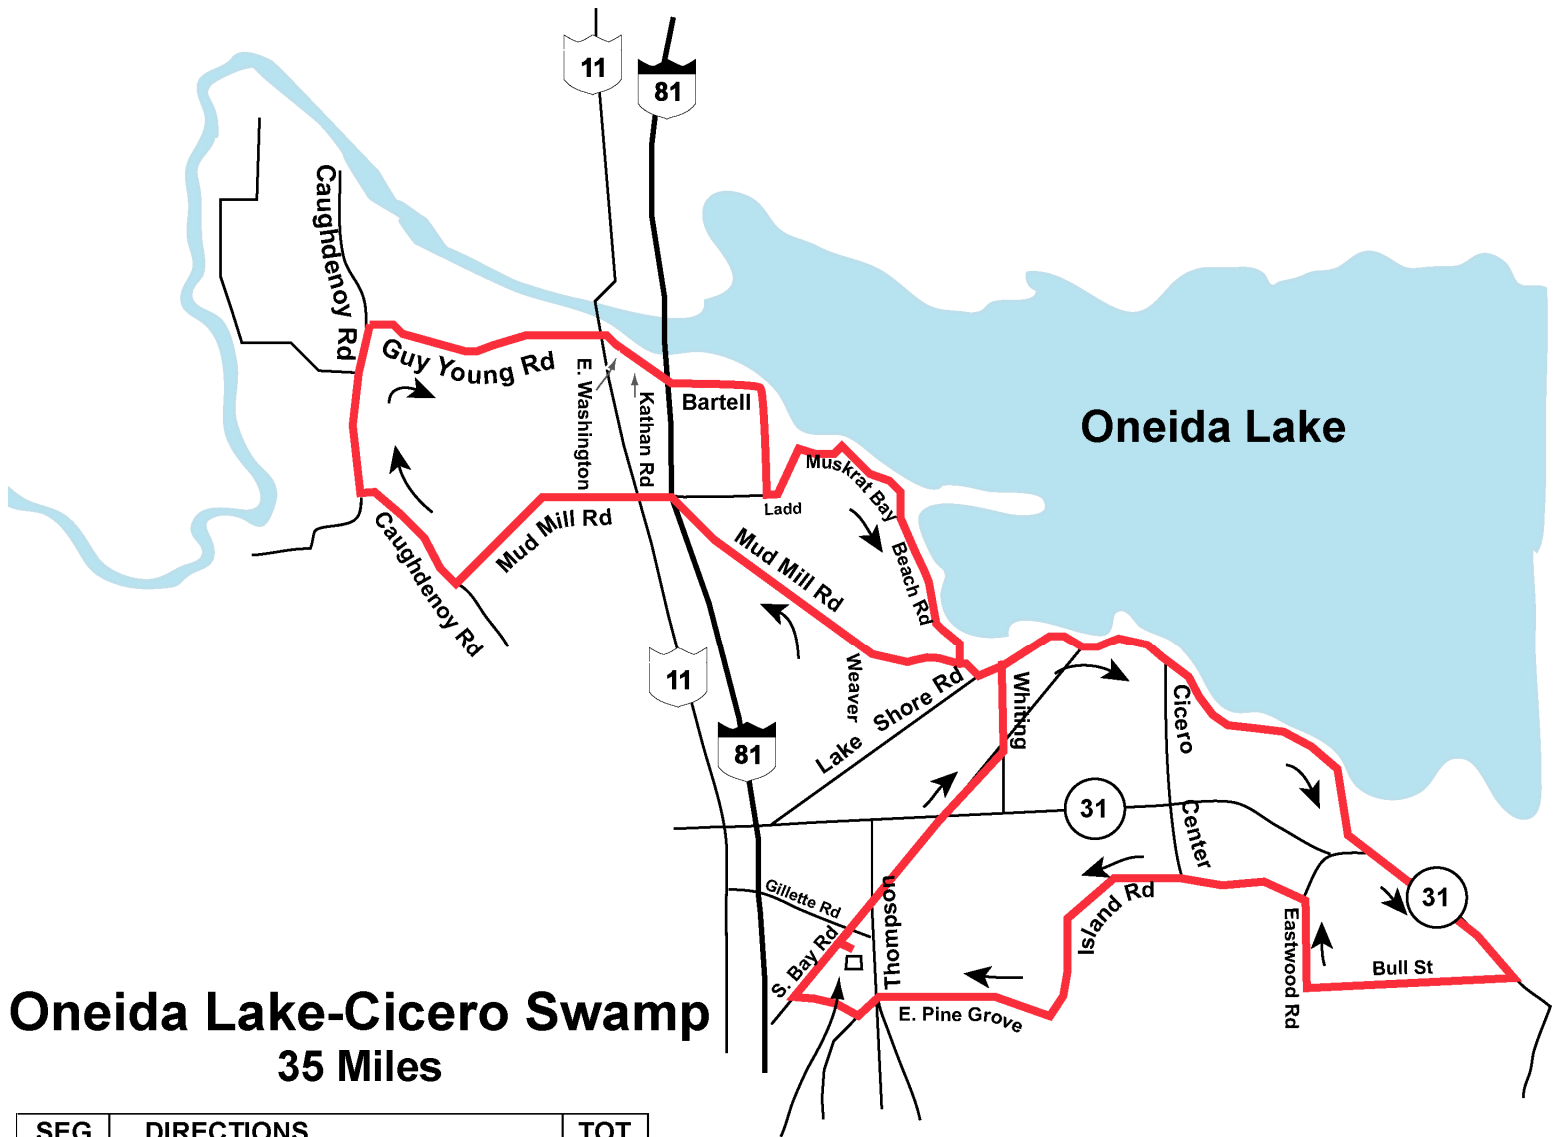 11
81
Caughdenoy Rd
Guy Young Rd
E. Washington
Kathan Rd
Bartell
Oneida Lake
Muskrat Bay
Ladd
Mud Mill Rd
Caughdenoy Rd
Mud Mill Rd
Beach Rd
11
Weaver
Lake Shore Rd
Whiting
Cicero
81
31
Center
Gillette Rd
Thompson
Island Rd
31
S. Bay Rd
Eastwood Rd
Bull St
E. Pine Grove
Oneida Lake-Cicero Swamp
35 Miles
SEG DIRECTIONS TOT